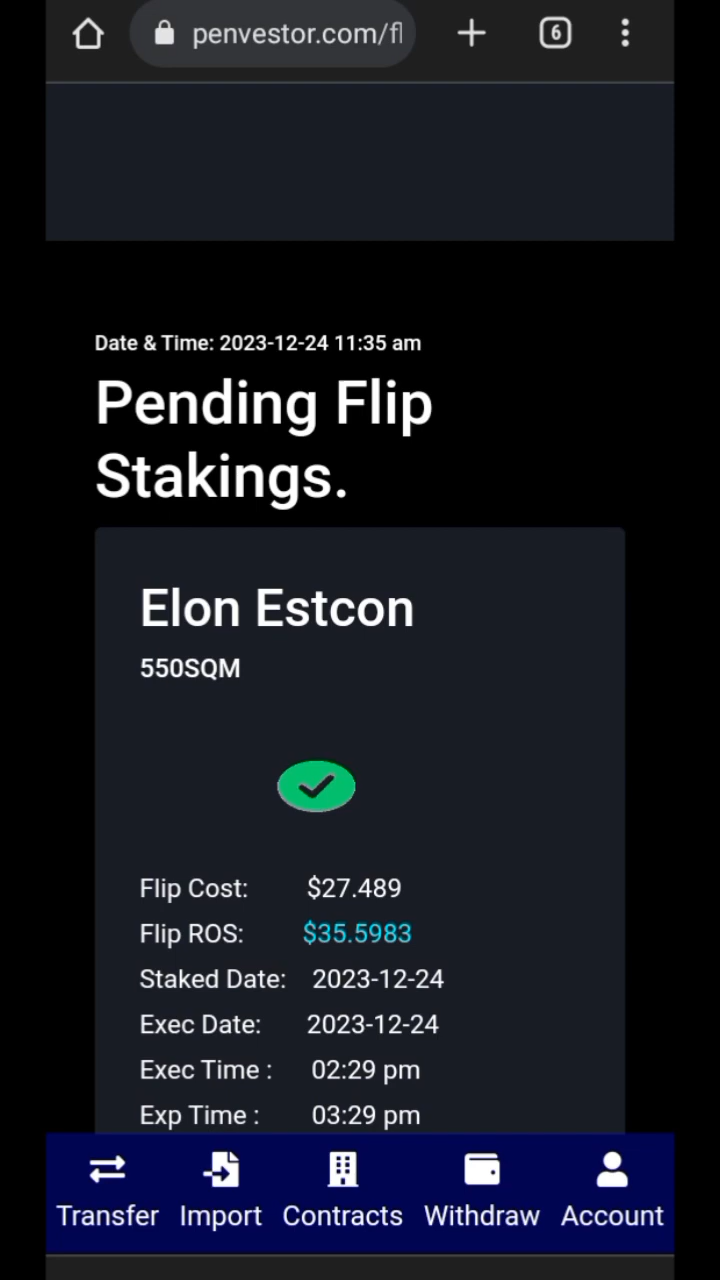 penvestor.com/fl
6
Date & Time: 2023-12-24 11:35 am
Pending Flip
Stakings.
Elon Estcon
550SQM
Flip Cost: $27.489
Flip ROS: $35.5983
Staked Date: 2023-12-24
Exec Date: 2023-12-24
Exec Time : 02:29 pm
Exp Time : 03:29 pm
Transfer Import Contracts Withdraw Account